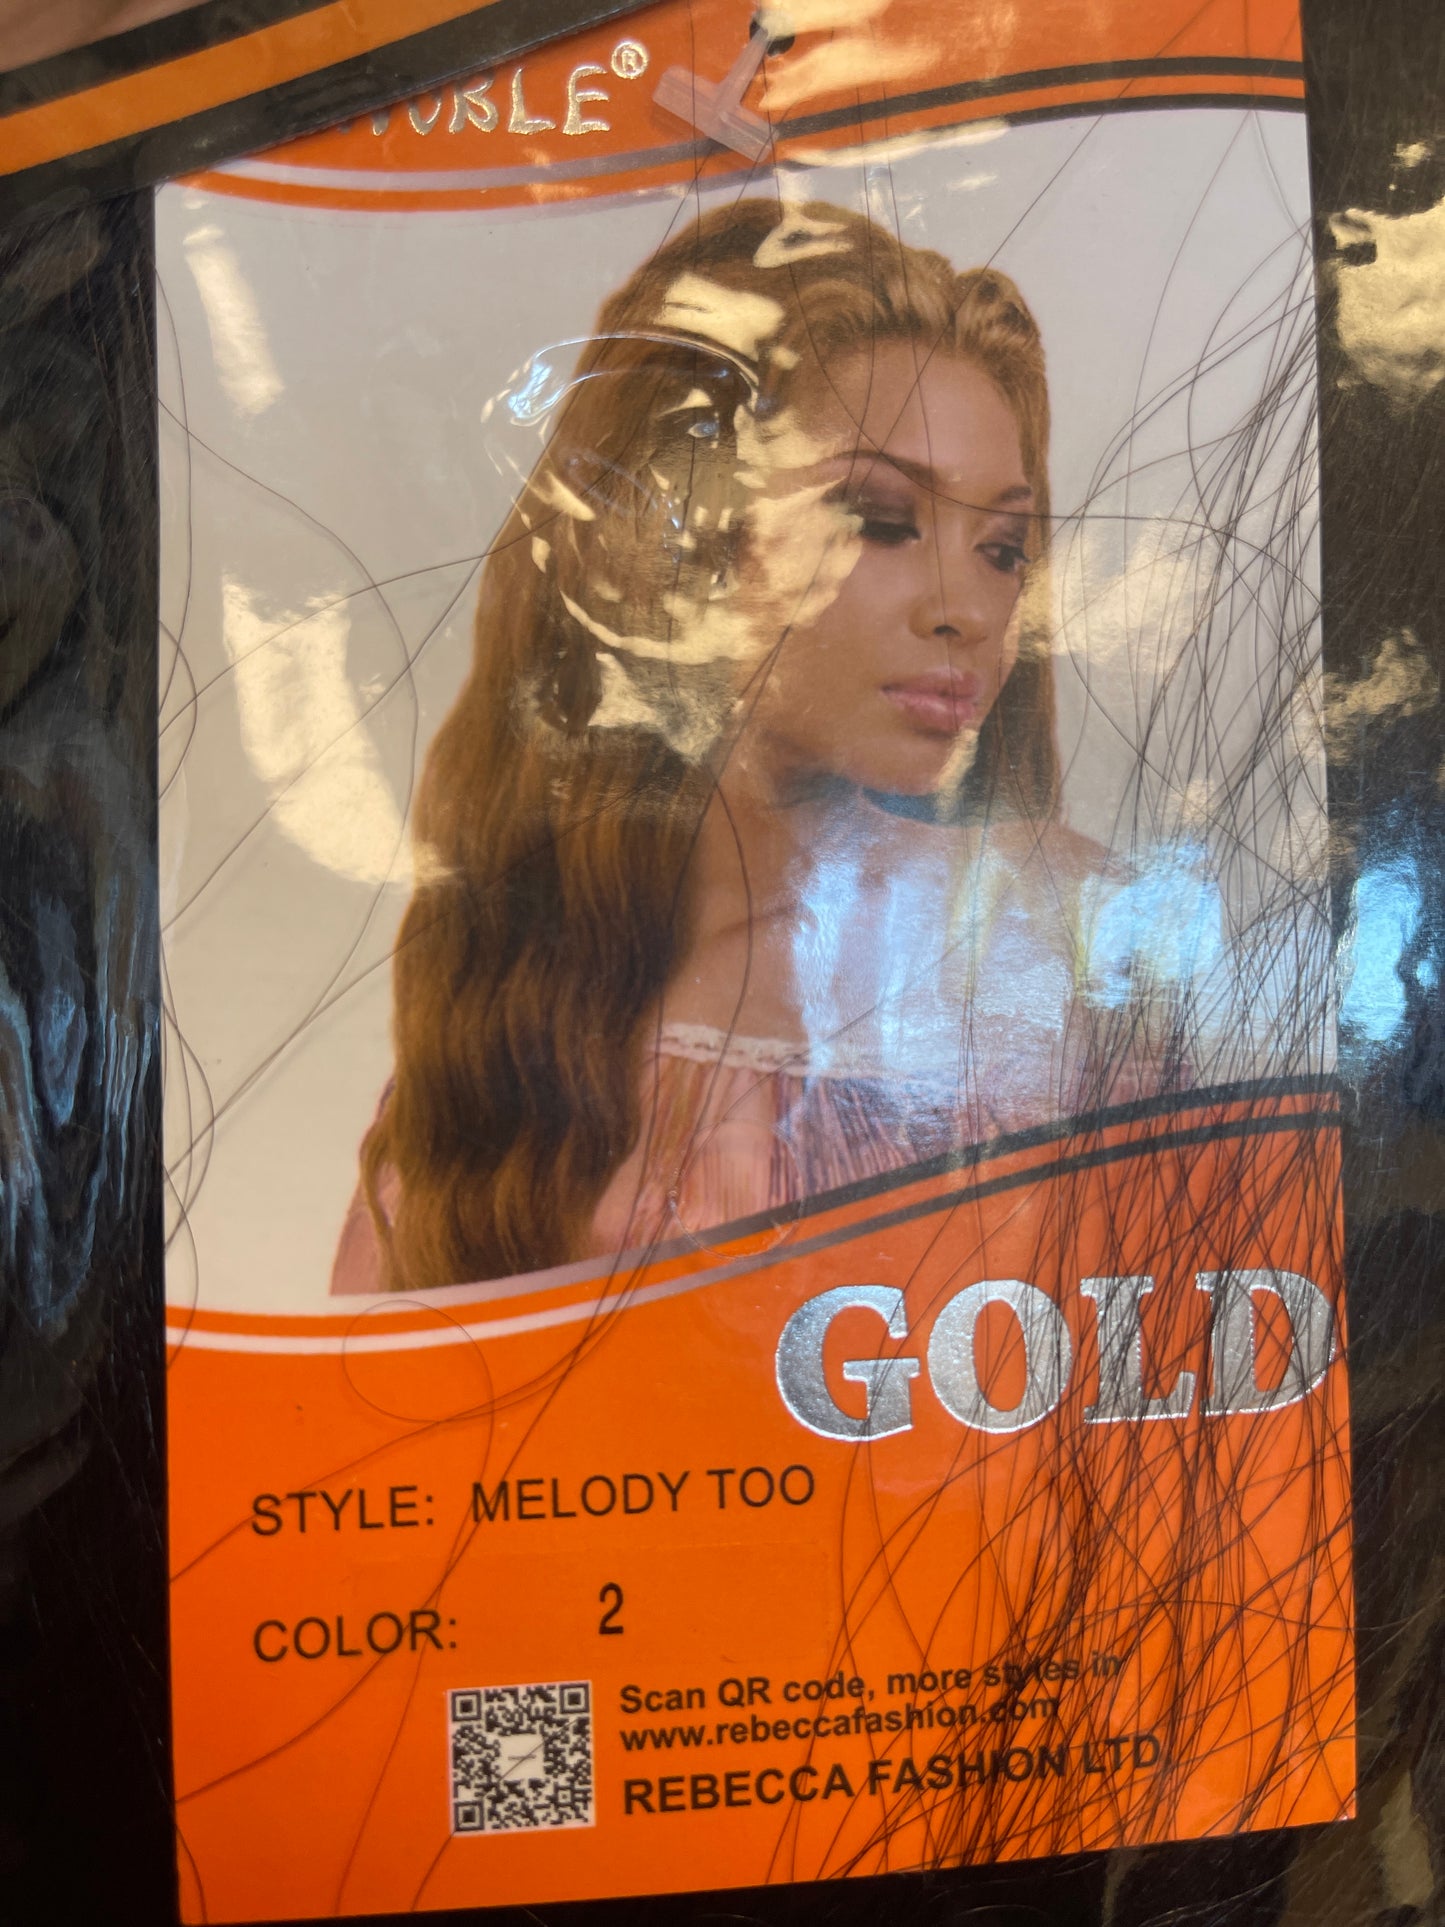 GOLD
STYLE: MELODY TOO
COLOR: 2
Scan QR code, more styles in
www.rebeccafashion.com
REBECCA FASHION LTD.